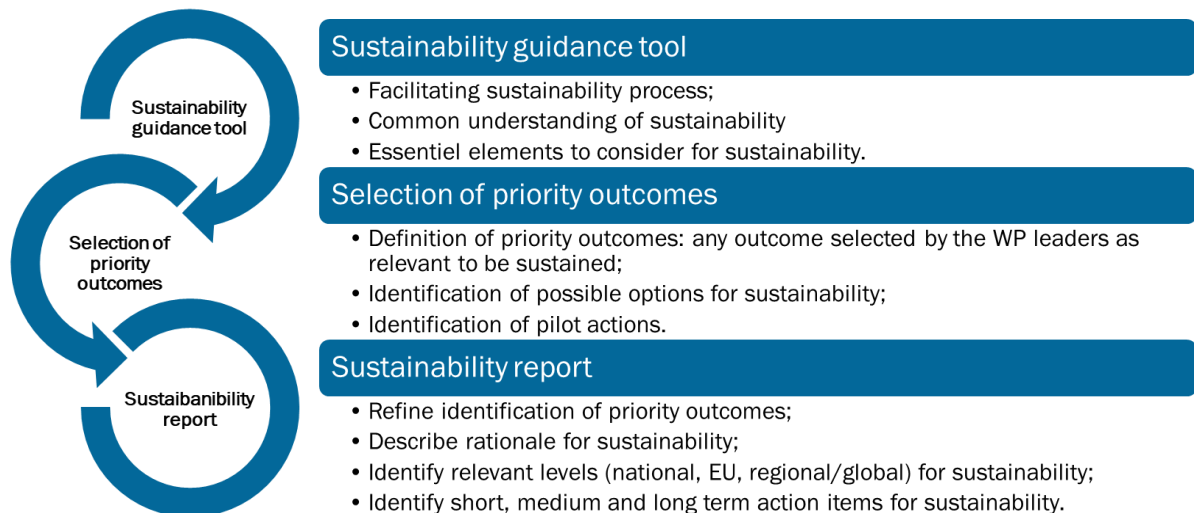 Sustainability
guidance tool
Selection of
priority
outcomes
Sustaibanibility
report
Sustainability guidance tool
• Facilitating sustainability process;
• Common understanding of sustainability
• Essentiel elements to consider for sustainability.
Selection of priority outcomes
• Definition of priority outcomes: any outcome selected by the WP leaders as
relevant to be sustained;
• Identification of possible options for sustainability;
• Identification of pilot actions.
Sustainability report
• Refine identification of priority outcomes;
• Describe rationale for sustainability;
• Identify relevant levels (national, EU, regional/global) for sustainability;
• Identify short, medium and long term action items for sustainability.